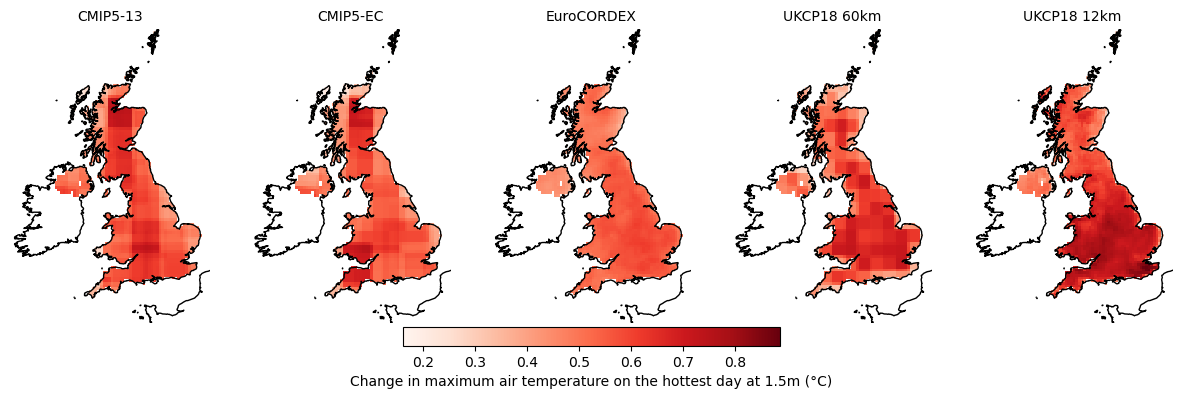 CMIP5-13
CMIP5-EC
EuroCORDEX
UKCP18 60km
UKCP18 12km
0.2
0.3
0.4
0.5
0.6
0.7
0.8
Change in maximum air temperature on the hottest day at 1.5m (°C)